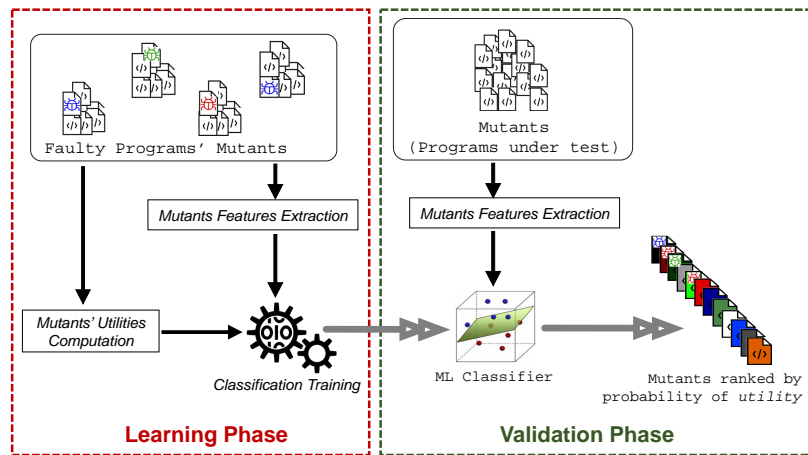 Faulty Programs' Mutants
Mutants Features Extraction
Mutants' Utilities
Computation
Classification Training
Learning Phase
Mutants
(Programs under test)
Mutants Features Extraction
ML Classifier
Mutants ranked by
probability of utility
Validation Phase